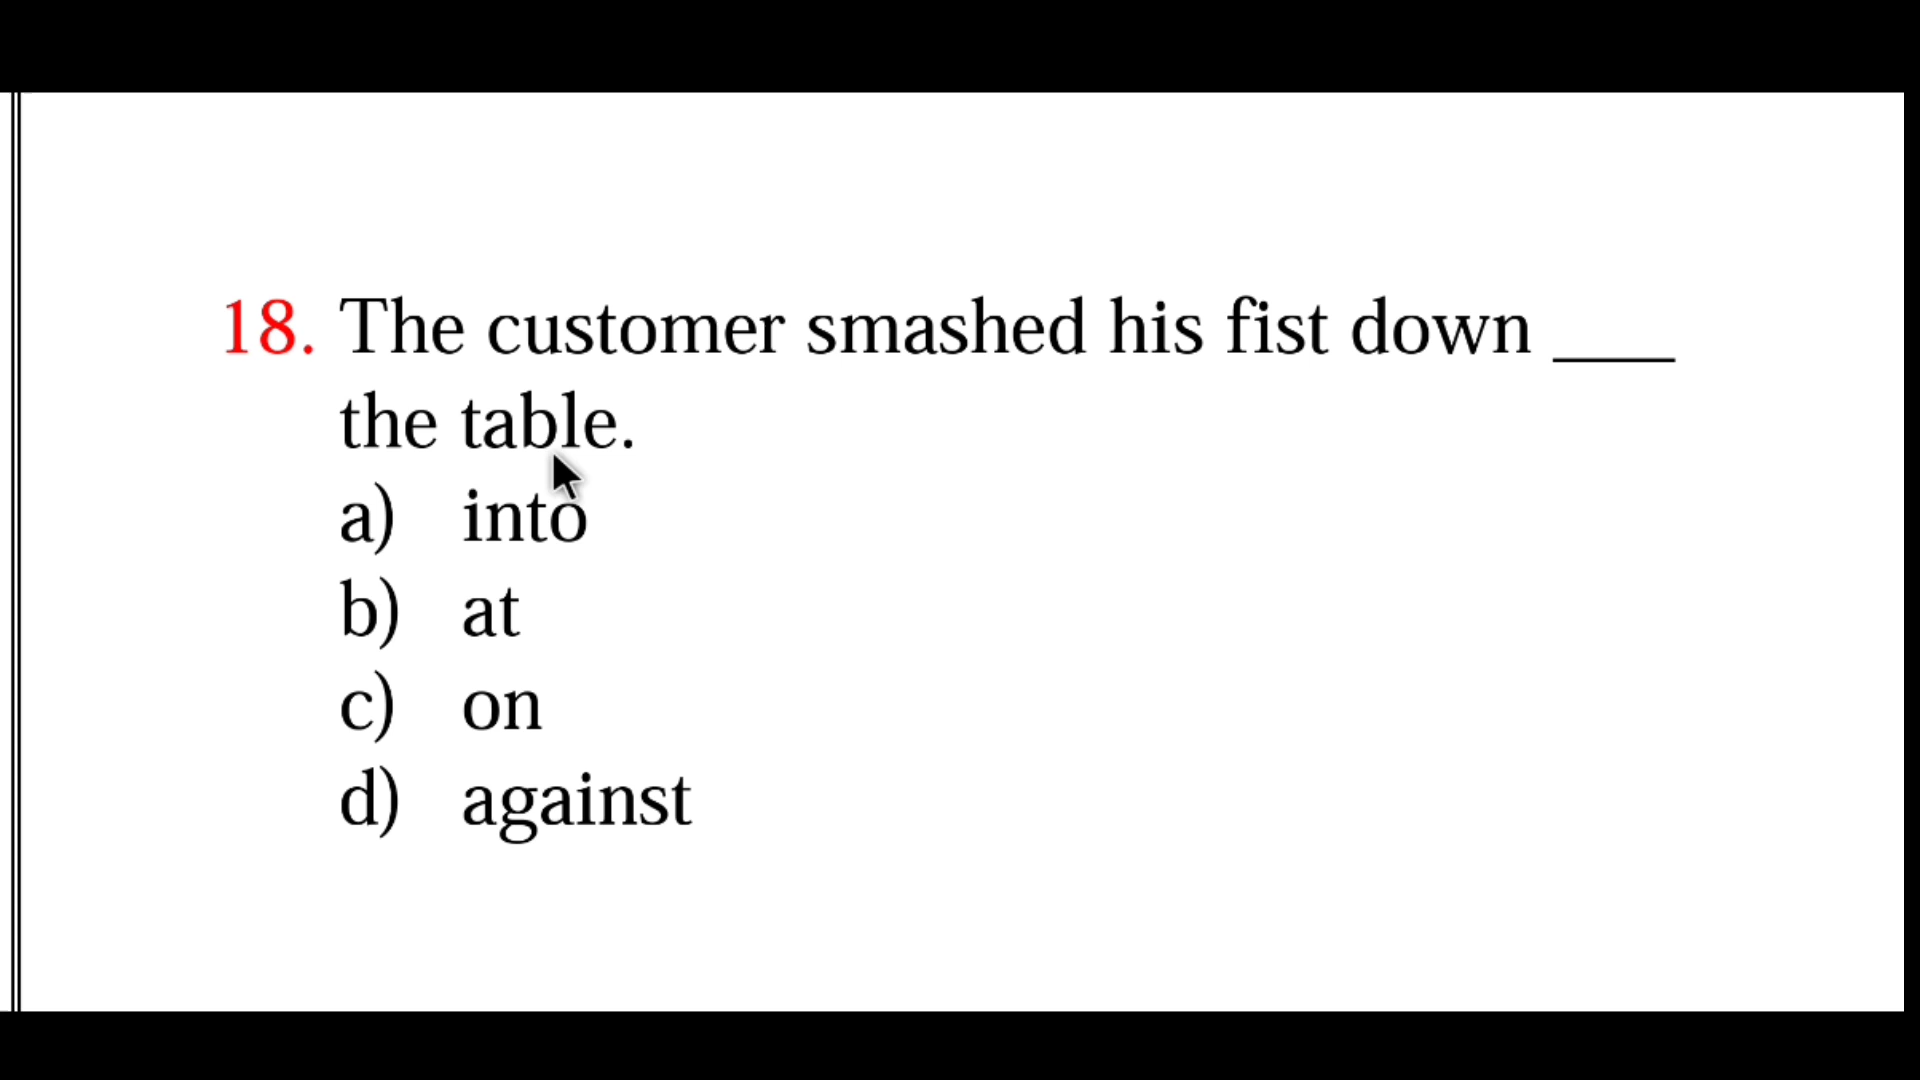 18. The customer smashed his fist down ____
the table.
a) into
b) at
c) on
d) against